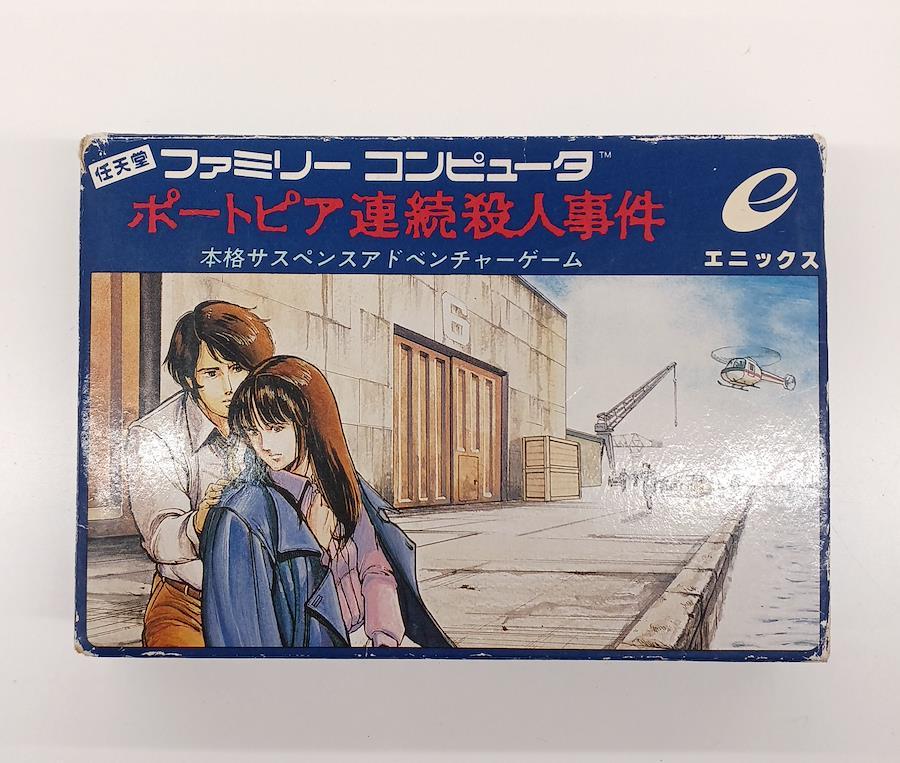 任天堂 ファミリー コンピュータ™
ポートピア連続殺人事件
本格サスペンスアドベンチャーゲーム
e
エニックス
6